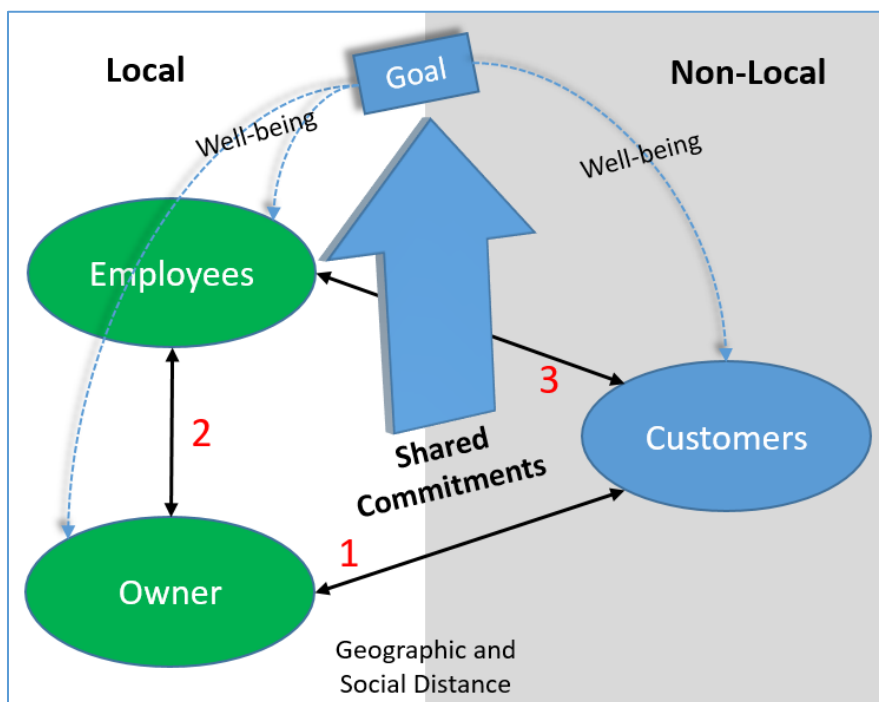 Local
Goal
Non-Local
Well-being
Well-being
Employees
3
2
Customers
Shared
Commitments
1
Owner
Geographic and
Social Distance